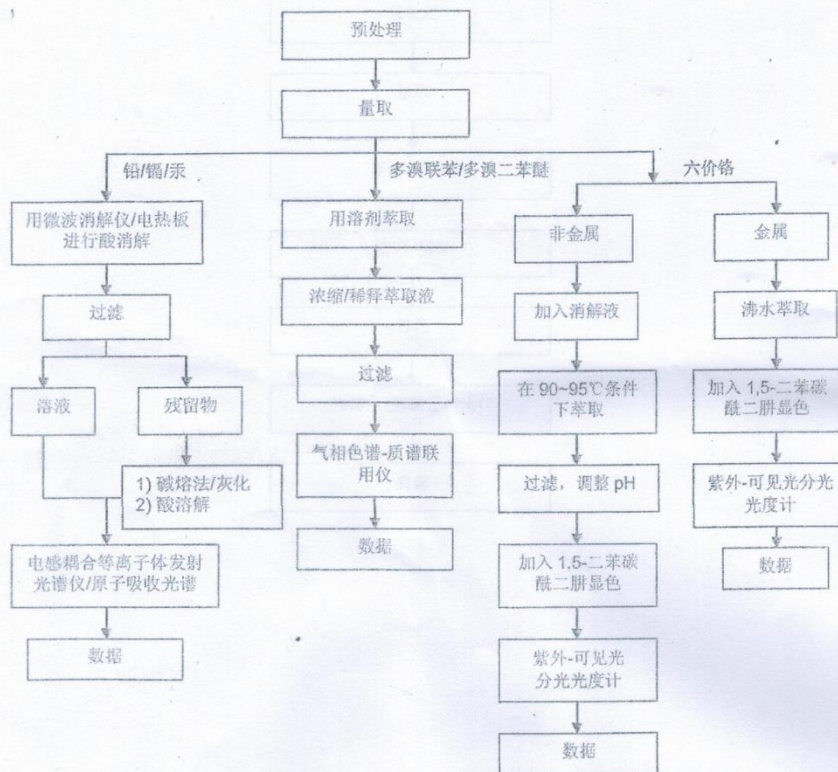 预处理
量取
铅/镉/汞
多溴联苯/多溴二苯醚
六价铬
用微波消解仪/电热板
进行酸消解
过滤
溶液
残留物
1) 碱熔法/灰化
2) 酸溶解
电感耦合等离子体发射
光谱仪/原子吸收光谱
数据
用溶剂萃取
浓缩/稀释萃取液
过滤
气相色谱-质谱联
用仪
数据
非金属
加入消解液
在 90~95℃条件
下萃取
过滤，调整 pH
加入 1,5-二苯碳
酰二肼显色
紫外-可见光
分光光度计
数据
金属
沸水萃取
加入 1,5-二苯碳
酰二肼显色
紫外-可见光分光
光度计
数据